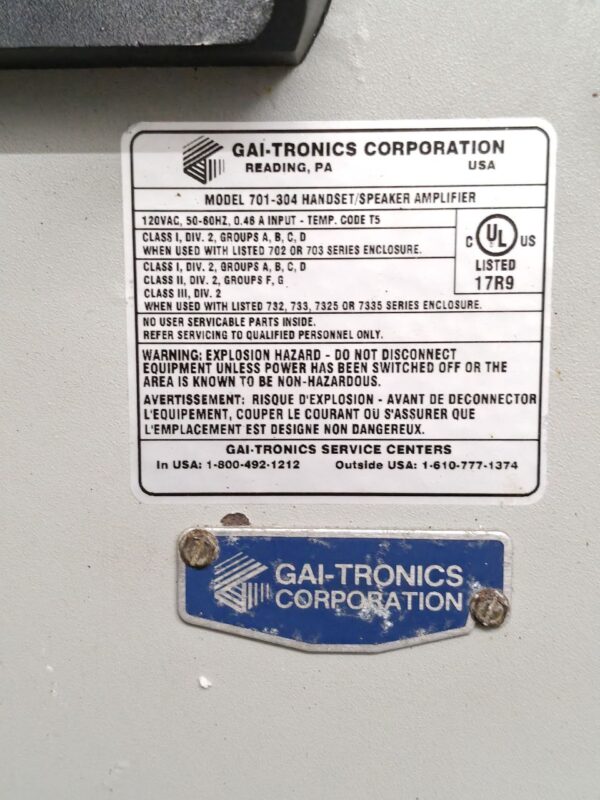 GAI-TRONICS CORPORATION
READING, PA USA
MODEL 701-304 HANDSET/SPEAKER AMPLIFIER
120VAC, 50-60HZ, 0.46 A INPUT - TEMP. CODE T5
CLASS I, DIV. 2, GROUPS A, B, C, D
WHEN USED WITH LISTED 702 OR 703 SERIES ENCLOSURE.
C UL US
LISTED
17R9
CLASS I, DIV. 2, GROUPS A, B, C, D
CLASS II, DIV. 2, GROUPS F, G
CLASS III, DIV. 2
WHEN USED WITH LISTED 732, 733, 7325 OR 7335 SERIES ENCLOSURE.
NO USER SERVICABLE PARTS INSIDE.
REFER SERVICING TO QUALIFIED PERSONNEL ONLY.
WARNING: EXPLOSION HAZARD - DO NOT DISCONNECT
EQUIPMENT UNLESS POWER HAS BEEN SWITCHED OFF OR THE
AREA IS KNOWN TO BE NON-HAZARDOUS.
AVERTISSEMENT: RISQUE D'EXPLOSION - AVANT DE DECONNECTOR
L'EQUIPEMENT, COUPER LE COURANT OU S'ASSURER QUE
L'EMPLACEMENT EST DESIGNE NON DANGEREUX.
GAI-TRONICS SERVICE CENTERS
In USA: 1-800-492-1212 Outside USA: 1-610-777-1374
GAI-TRONICS
CORPORATION